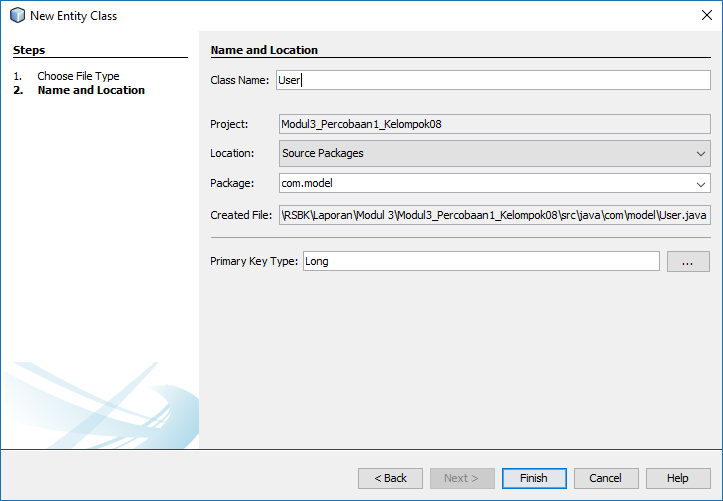 New Entity Class
Steps
1. Choose File Type
2. Name and Location
Name and Location
Class Name: User
Project: Modul3_Percobaan1_Kelompok08
Location: Source Packages
Package: com.model
Created File: \RSBK\Laporan\Modul 3\Modul3_Percobaan1_Kelompok08\src\java\com\model\User.java
Primary Key Type: Long ...
< Back Next > Finish Cancel Help